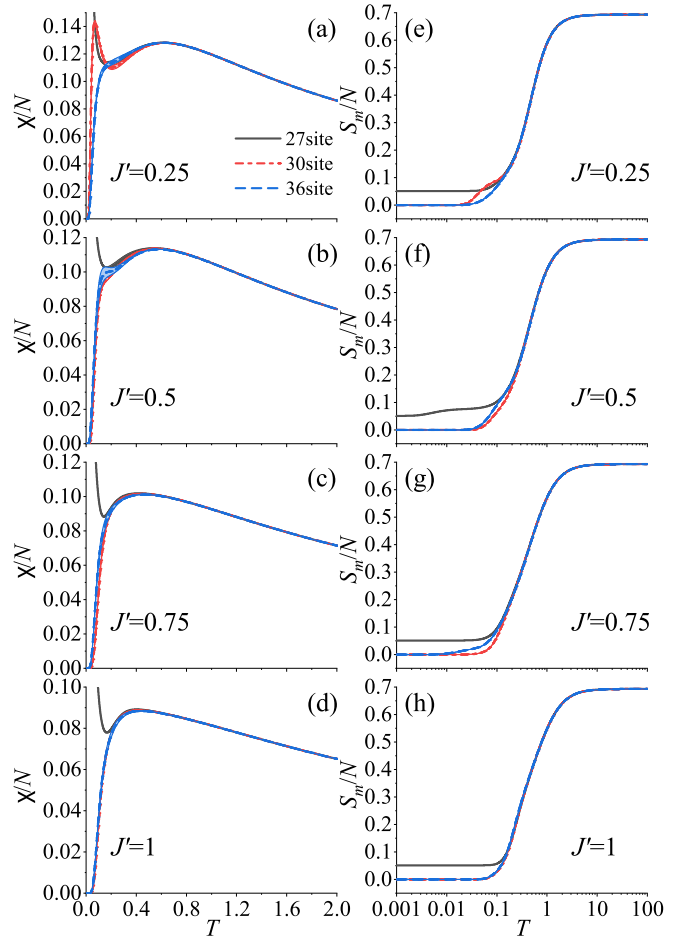 0.14
0.12
0.10
0.08
0.06
0.04
0.02
0.00
χ/N
(a)
27site
30site
36site
J'=0.25
0.7
0.6
0.5
0.4
0.3
0.2
0.1
0.0
S_m/N
(e)
J'=0.25
0.12
0.10
0.08
0.06
0.04
0.02
0.00
χ/N
(b)
J'=0.5
0.7
0.6
0.5
0.4
0.3
0.2
0.1
0.0
S_m/N
(f)
J'=0.5
0.12
0.10
0.08
0.06
0.04
0.02
0.00
χ/N
(c)
J'=0.75
0.7
0.6
0.5
0.4
0.3
0.2
0.1
0.0
S_m/N
(g)
J'=0.75
0.10
0.08
0.06
0.04
0.02
0.00
χ/N
(d)
J'=1
0.0 0.4 0.8 1.2 1.6 2.0
T
0.7
0.6
0.5
0.4
0.3
0.2
0.1
0.0
S_m/N
(h)
J'=1
0.001 0.01 0.1 1 10 100
T